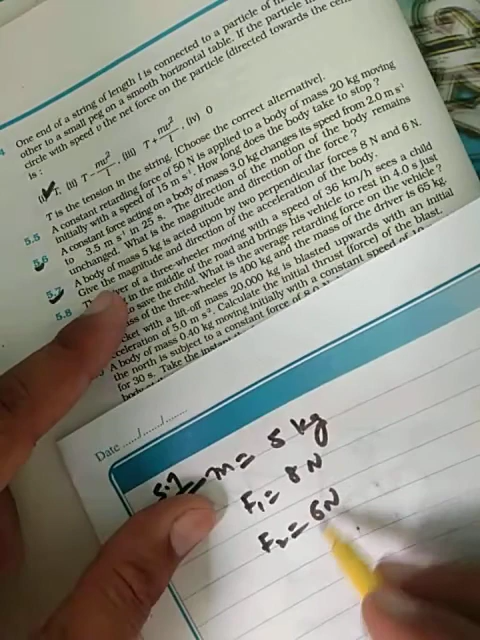 One end of a string of length l is connected to a particle of
other to a small peg on a smooth horizontal table. If the particle
circle with speed v the net force on the particle (directed towards the
is :
T, (ii) T - mv²/l, (iii) T + mv²/l, (iv) 0
T is the tension in the string. [Choose the correct alternative].
5.5 A constant retarding force of 50 N is applied to a body of mass 20 kg moving
initially with a speed of 15 m s⁻¹. How long does the body take to stop ?
5.6 A constant force acting on a body of mass 3.0 kg changes its speed from 2.0 m s⁻¹
to 3.5 m s⁻¹ in 25 s. The direction of the motion of the body remains
unchanged. What is the magnitude and direction of the force ?
5.7 A body of mass 5 kg is acted upon by two perpendicular forces 8 N and 6 N.
Give the magnitude and direction of the acceleration of the body.
5.8 of a three-wheeler moving with a speed of 36 km/h sees a child
in the middle of the road and brings his vehicle to rest in 4.0 s just
to save the child. What is the average retarding force on the vehicle ?
of the three-wheeler is 400 kg and the mass of the driver is 65 kg.
with a lift-off mass 20,000 kg is blasted upwards with an initial
of 5.0 m s⁻². Calculate the initial thrust (force) of the blast.
A body of mass 0.40 kg moving initially with a constant speed of
the north is subject to a constant force of
for 30 s. Take the
Date ...../...../........
5.7 m = 5 kg
F₁ = 8 N
F₂ = 6N